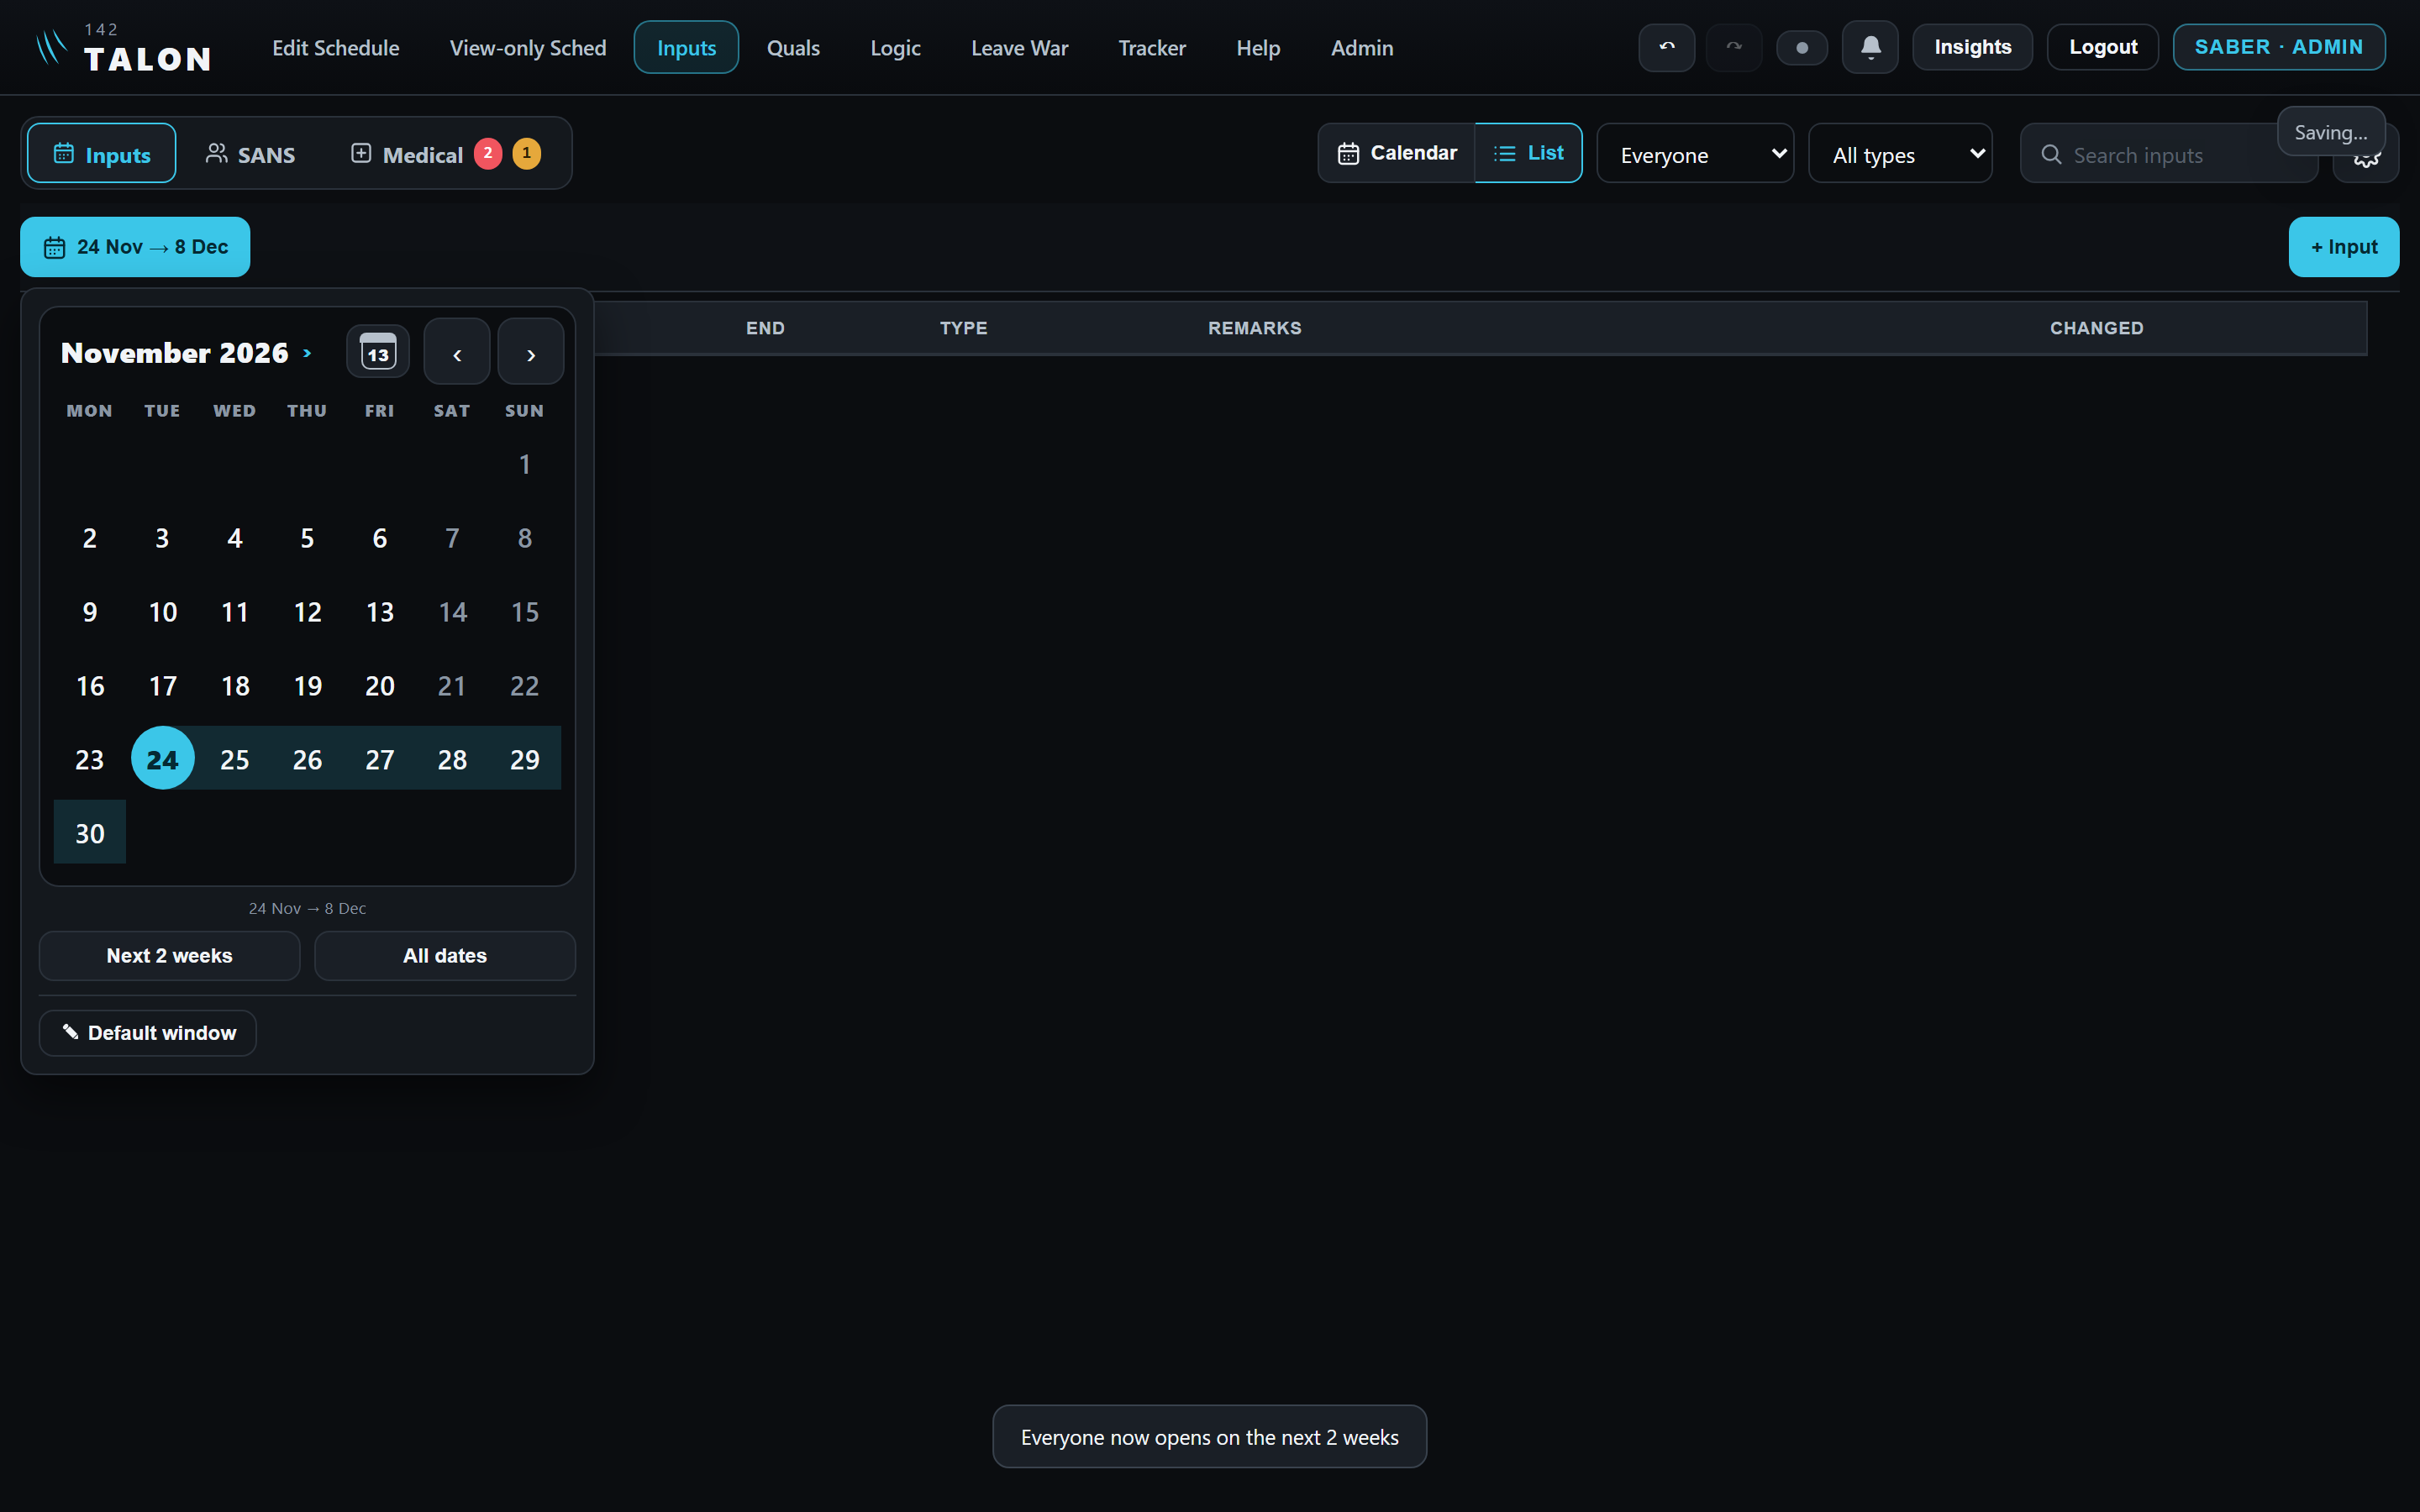 142
TALON
Edit Schedule
View-only Sched
Inputs
Quals
Logic
Leave War
Tracker
Help
Admin
Insights
Logout
SABER · ADMIN
Inputs
SANS
Medical
2
1
Calendar
List
Everyone
All types
Search inputs
Saving...
24 Nov → 8 Dec
+ Input
November 2026 ›
13
‹
›
END
TYPE
REMARKS
CHANGED
MON TUE WED THU FRI SAT SUN
1
2 3 4 5 6 7 8
9 10 11 12 13 14 15
16 17 18 19 20 21 22
23 24 25 26 27 28 29
30
24 Nov → 8 Dec
Next 2 weeks
All dates
Default window
Everyone now opens on the next 2 weeks